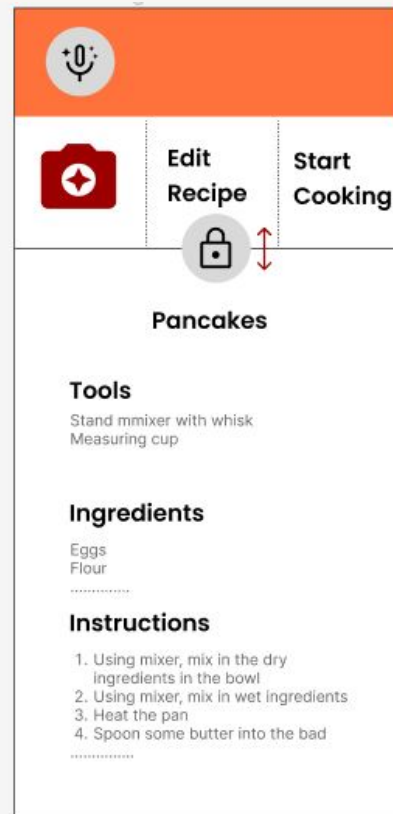 Edit
Recipe
Start
Cooking
Pancakes
Tools
Stand mmixer with whisk
Measuring cup
Ingredients
Eggs
Flour
..............
Instructions
1. Using mixer, mix in the dry
ingredients in the bowl
2. Using mixer, mix in wet ingredients
3. Heat the pan
4. Spoon some butter into the bad
...............